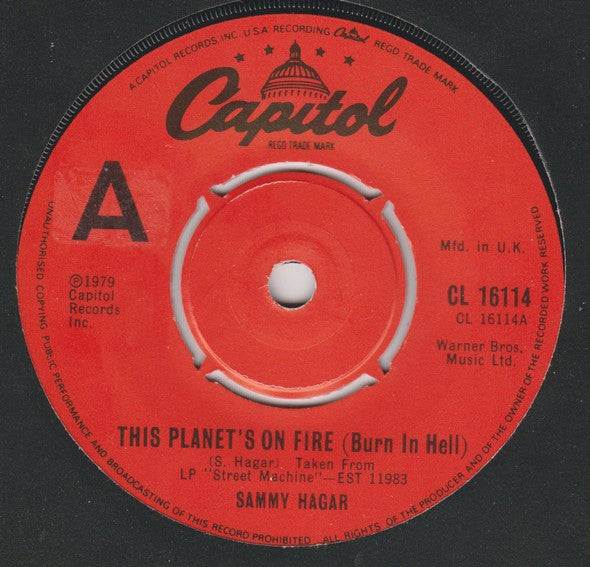 A CAPITOL RECORDS, INC., U.S.A. RECORDING Capitol REGD TRADE MARK
Capitol
REGD TRADE MARK
A
℗1979
Capitol
Records
Inc.
Mfd. in U.K.
CL 16114
CL 16114A
Warner Bros.
Music Ltd.
THIS PLANET'S ON FIRE (Burn In Hell)
(S. Hagar). Taken From
LP "Street Machine"—EST 11983
SAMMY HAGAR
UNAUTHORISED COPYING PUBLIC PERFORMANCE AND BROADCASTING OF THIS RECORD PROHIBITED. ALL RIGHTS OF THE PRODUCER AND OF THE OWNER OF THE RECORDED WORK RESERVED